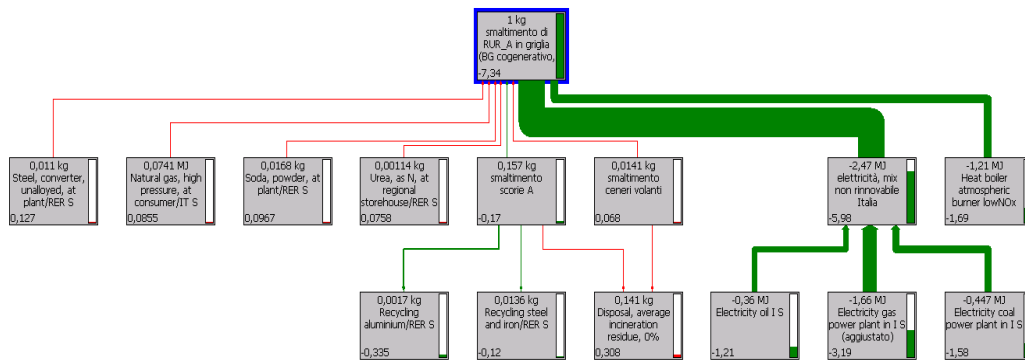 1 kg
smaltimento di
RUR_A in griglia
(BG cogenerativo,
-7,34
0,011 kg
Steel, converter,
unalloyed, at
plant/RER S
0,127
0,0741 MJ
Natural gas, high
pressure, at
consumer/IT S
0,0855
0,0168 kg
Soda, powder, at
plant/RER S
0,0967
0,00114 kg
Urea, as N, at
regional
storehouse/RER S
0,0758
0,157 kg
smaltimento
scorie A
-0,17
0,0141 kg
smaltimento
ceneri volanti
0,068
-2,47 MJ
elettricità, mix
non rinnovabile
Italia
-5,98
-1,21 MJ
Heat boiler
atmospheric
burner lowNOx
-1,69
0,0017 kg
Recycling
aluminium/RER S
-0,335
0,0136 kg
Recycling steel
and iron/RER S
-0,12
0,141 kg
Disposal, average
incineration
residue, 0%
0,308
-0,36 MJ
Electricity oil I S
-1,21
-1,66 MJ
Electricity gas
power plant in I S
(aggiustato)
-3,19
-0,447 MJ
Electricity coal
power plant in I S
-1,58